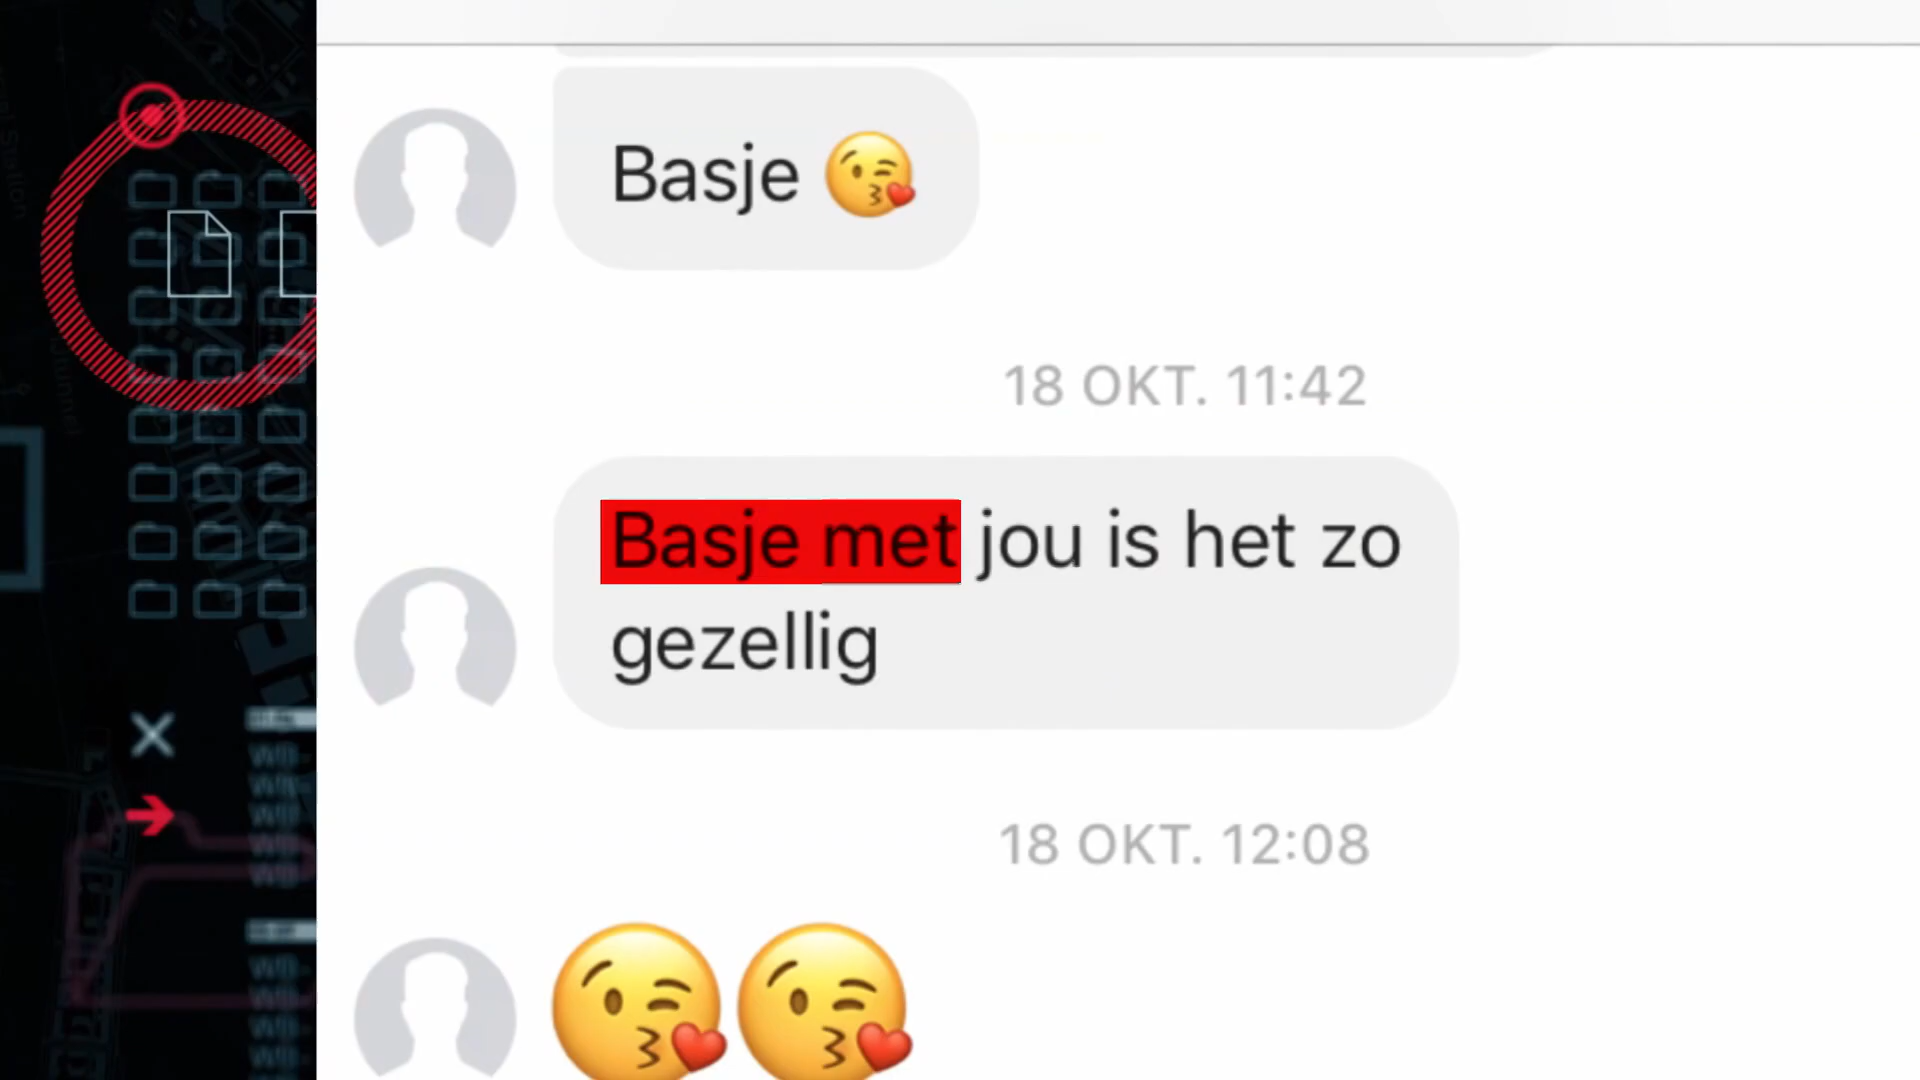 Basje 😘
18 OKT. 11:42
Basje met jou is het zo
gezellig
18 OKT. 12:08
😘😘